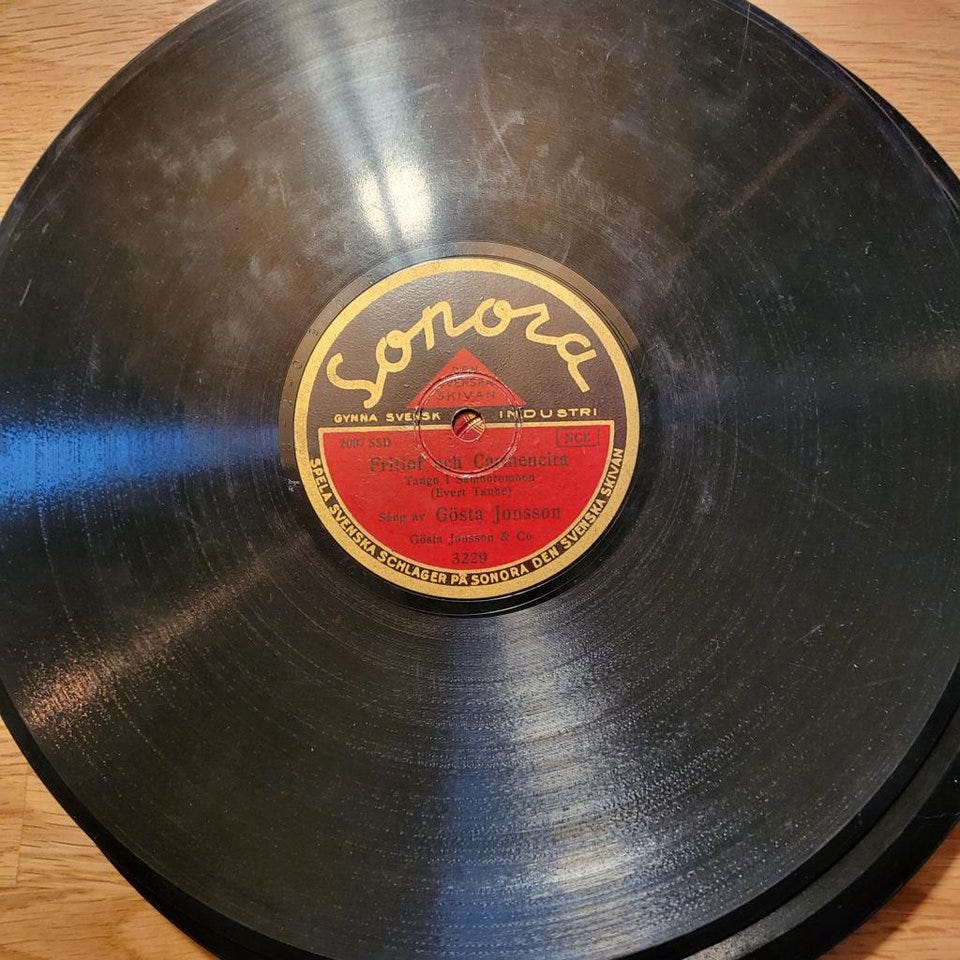 Sonora
SVENSKA
SKIVAN
GYNNA SVENSK INDUSTRI
2087 SSD NCB
Fritiof och Carmencita
Tango i Samborombon
(Evert Taube)
Sång av Gösta Jonsson
Gösta Jonsson & Co
3229
SPELA SVENSKA SCHLAGER PÅ SONORA DEN SVENSKA SKIVAN